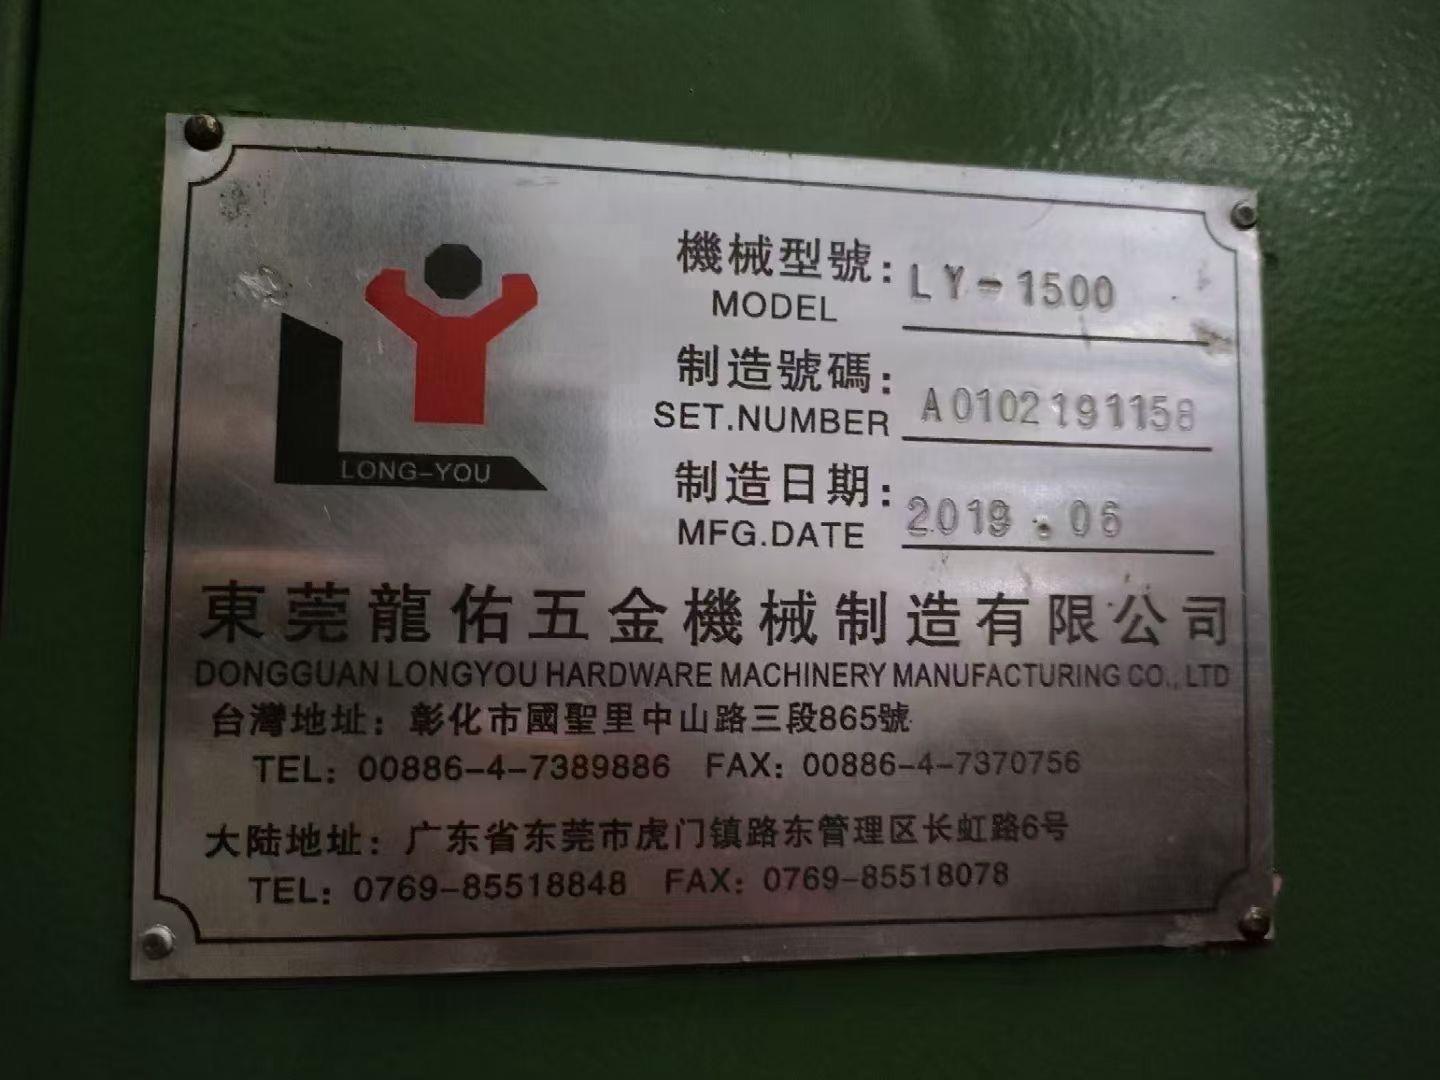 LONG-YOU
機械型號: LY-1500
MODEL
制造號碼: A0102191158
SET.NUMBER
制造日期: 2019.06
MFG.DATE
東莞龍佑五金機械制造有限公司
DONGGUAN LONGYOU HARDWARE MACHINERY MANUFACTURING CO., LTD
台灣地址: 彰化市國聖里中山路三段865號
TEL: 00886-4-7389886 FAX: 00886-4-7370756
大陆地址: 广东省东莞市虎门镇路东管理区长虹路6号
TEL: 0769-85518848 FAX: 0769-85518078